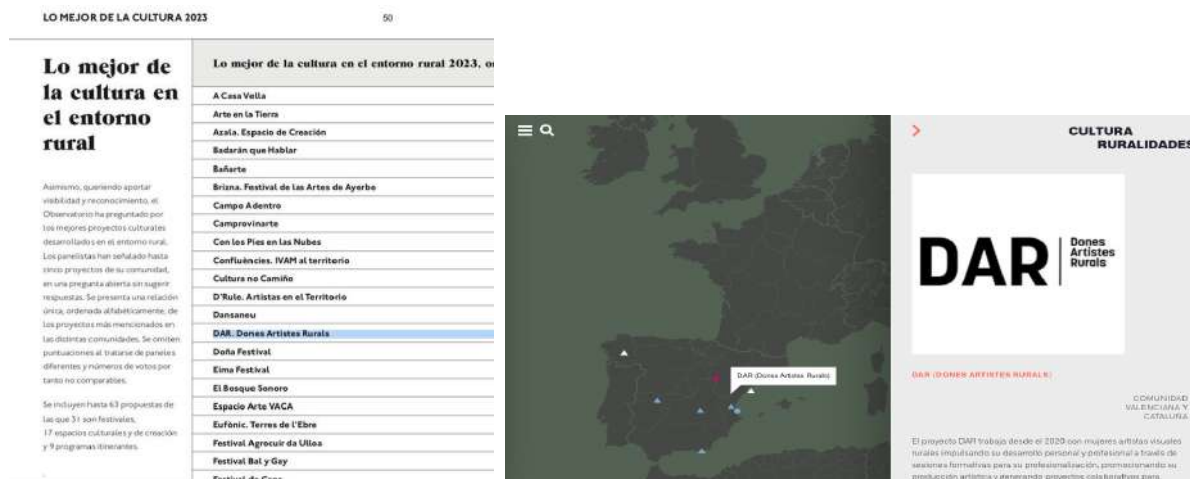 LO MEJOR DE LA CULTURA 2023
50
Lo mejor de
la cultura en
el entorno
rural
Asimismo, queriendo aportar
visibilidad y reconocimiento, el
Observatorio ha preguntado por
los mejores proyectos culturales
desarrollados en el entorno rural.
Los panelistas han señalado hasta
cinco proyectos de su comunidad,
en una pregunta abierta sin sugerir
respuestas. Se presenta una relación
única, ordenada alfabéticamente, de
los proyectos más mencionados en
las distintas comunidades. Se omiten
puntuaciones al tratarse de paneles
diferentes y números de votos por
tanto no comparables.
Se incluyen hasta 63 propuestas de
las que 31 son festivales,
17 espacios culturales y de creación
y 9 programas itinerantes.
Lo mejor de la cultura en el entorno rural 2023,
A Casa Vella
Arte en la Tierra
Azala. Espacio de Creación
Badarán que Hablar
Bañarte
Brizna. Festival de las Artes de Ayerbe
Campo Adentro
Camprovinarte
Con los Pies en las Nubes
Confluències. IVAM al territorio
Cultura no Camiño
D'Rule. Artistas en el Territorio
Dansaneu
DAR. Dones Artistes Rurals
Doña Festival
Eima Festival
El Bosque Sonoro
Espacio Arte VACA
Eufònic. Terres de l'Ebre
Festival Agrocuir da Ulloa
Festival Bal y Gay
DAR (Dones Artistes Rurals)
CULTURA
RURALIDADES
DAR
Dones
Artistes
Rurals
DAR (DONES ARTISTES RURALS)
COMUNIDAD
VALENCIANA Y
CATALUÑA
El proyecto DAR trabaja desde el 2020 con mujeres artistas visuales
rurales impulsando su desarrollo personal y profesional a través de
sesiones formativas para su profesionalización, promocionando su
producción artística y generando proyectos colaborativos para